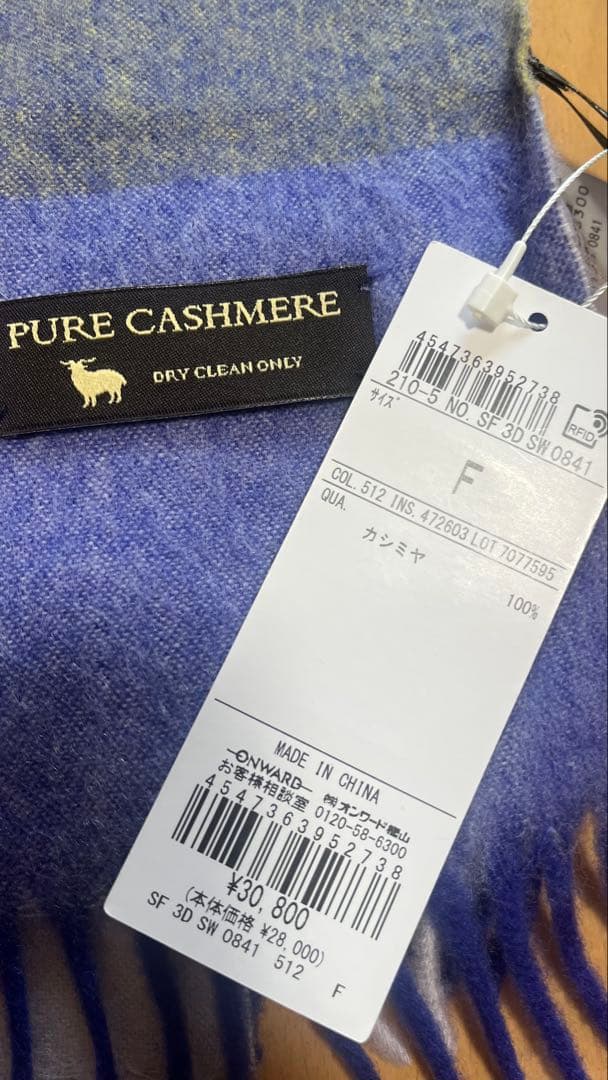 PURE CASHMERE
DRY CLEAN ONLY
3300
0841
4547363952738
210-5 NO. SF 3D SW 0841
サイズ
RFID
F
COL. 512 INS. 472603 LOT 7077595
QUA.
カシミヤ
100%
MADE IN CHINA
ONWARD ㈱オンワード樫山
お客様相談室 0120-58-6300
4547363952738
¥30,800
(本体価格 ¥28,000)
SF 3D SW 0841 512 F